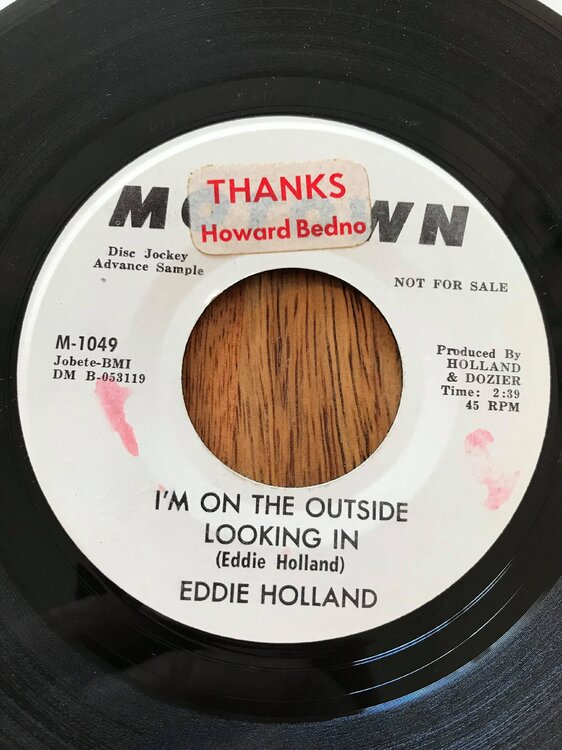 MOTOWN
THANKS
Howard Bedno
Disc Jockey
Advance Sample
NOT FOR SALE
M-1049
Jobete-BMI
DM B-053119
Produced By
HOLLAND
& DOZIER
Time: 2:39
45 RPM
I'M ON THE OUTSIDE
LOOKING IN
(Eddie Holland)
EDDIE HOLLAND